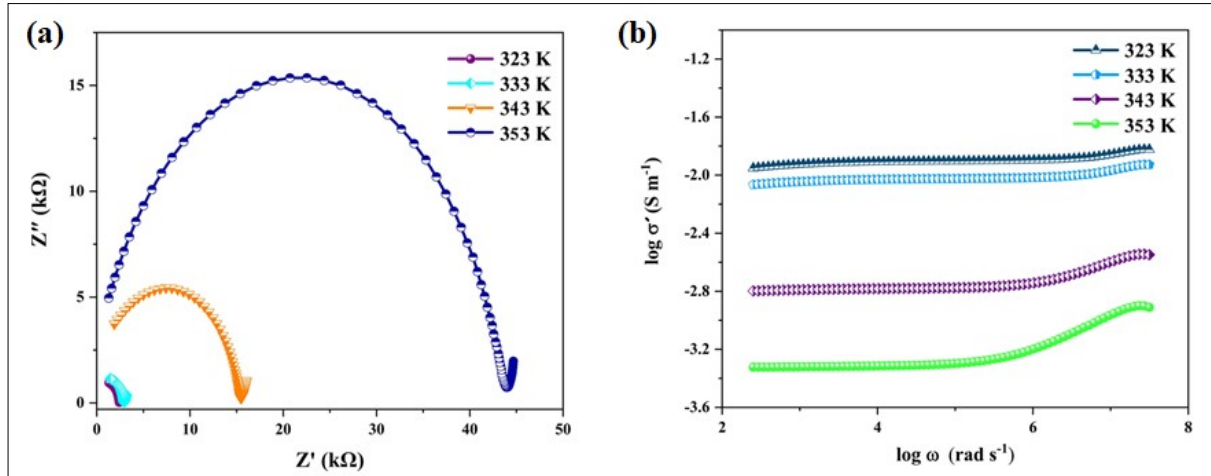 (a)
323 K
333 K
343 K
353 K
15
10
5
0
Z″ (kΩ)
0 10 20 30 40 50
Z' (kΩ)
(b)
323 K
333 K
343 K
353 K
-1.2
-1.6
-2.0
-2.4
-2.8
-3.2
-3.6
log σ′ (S m⁻¹)
2 4 6 8
log ω (rad s⁻¹)